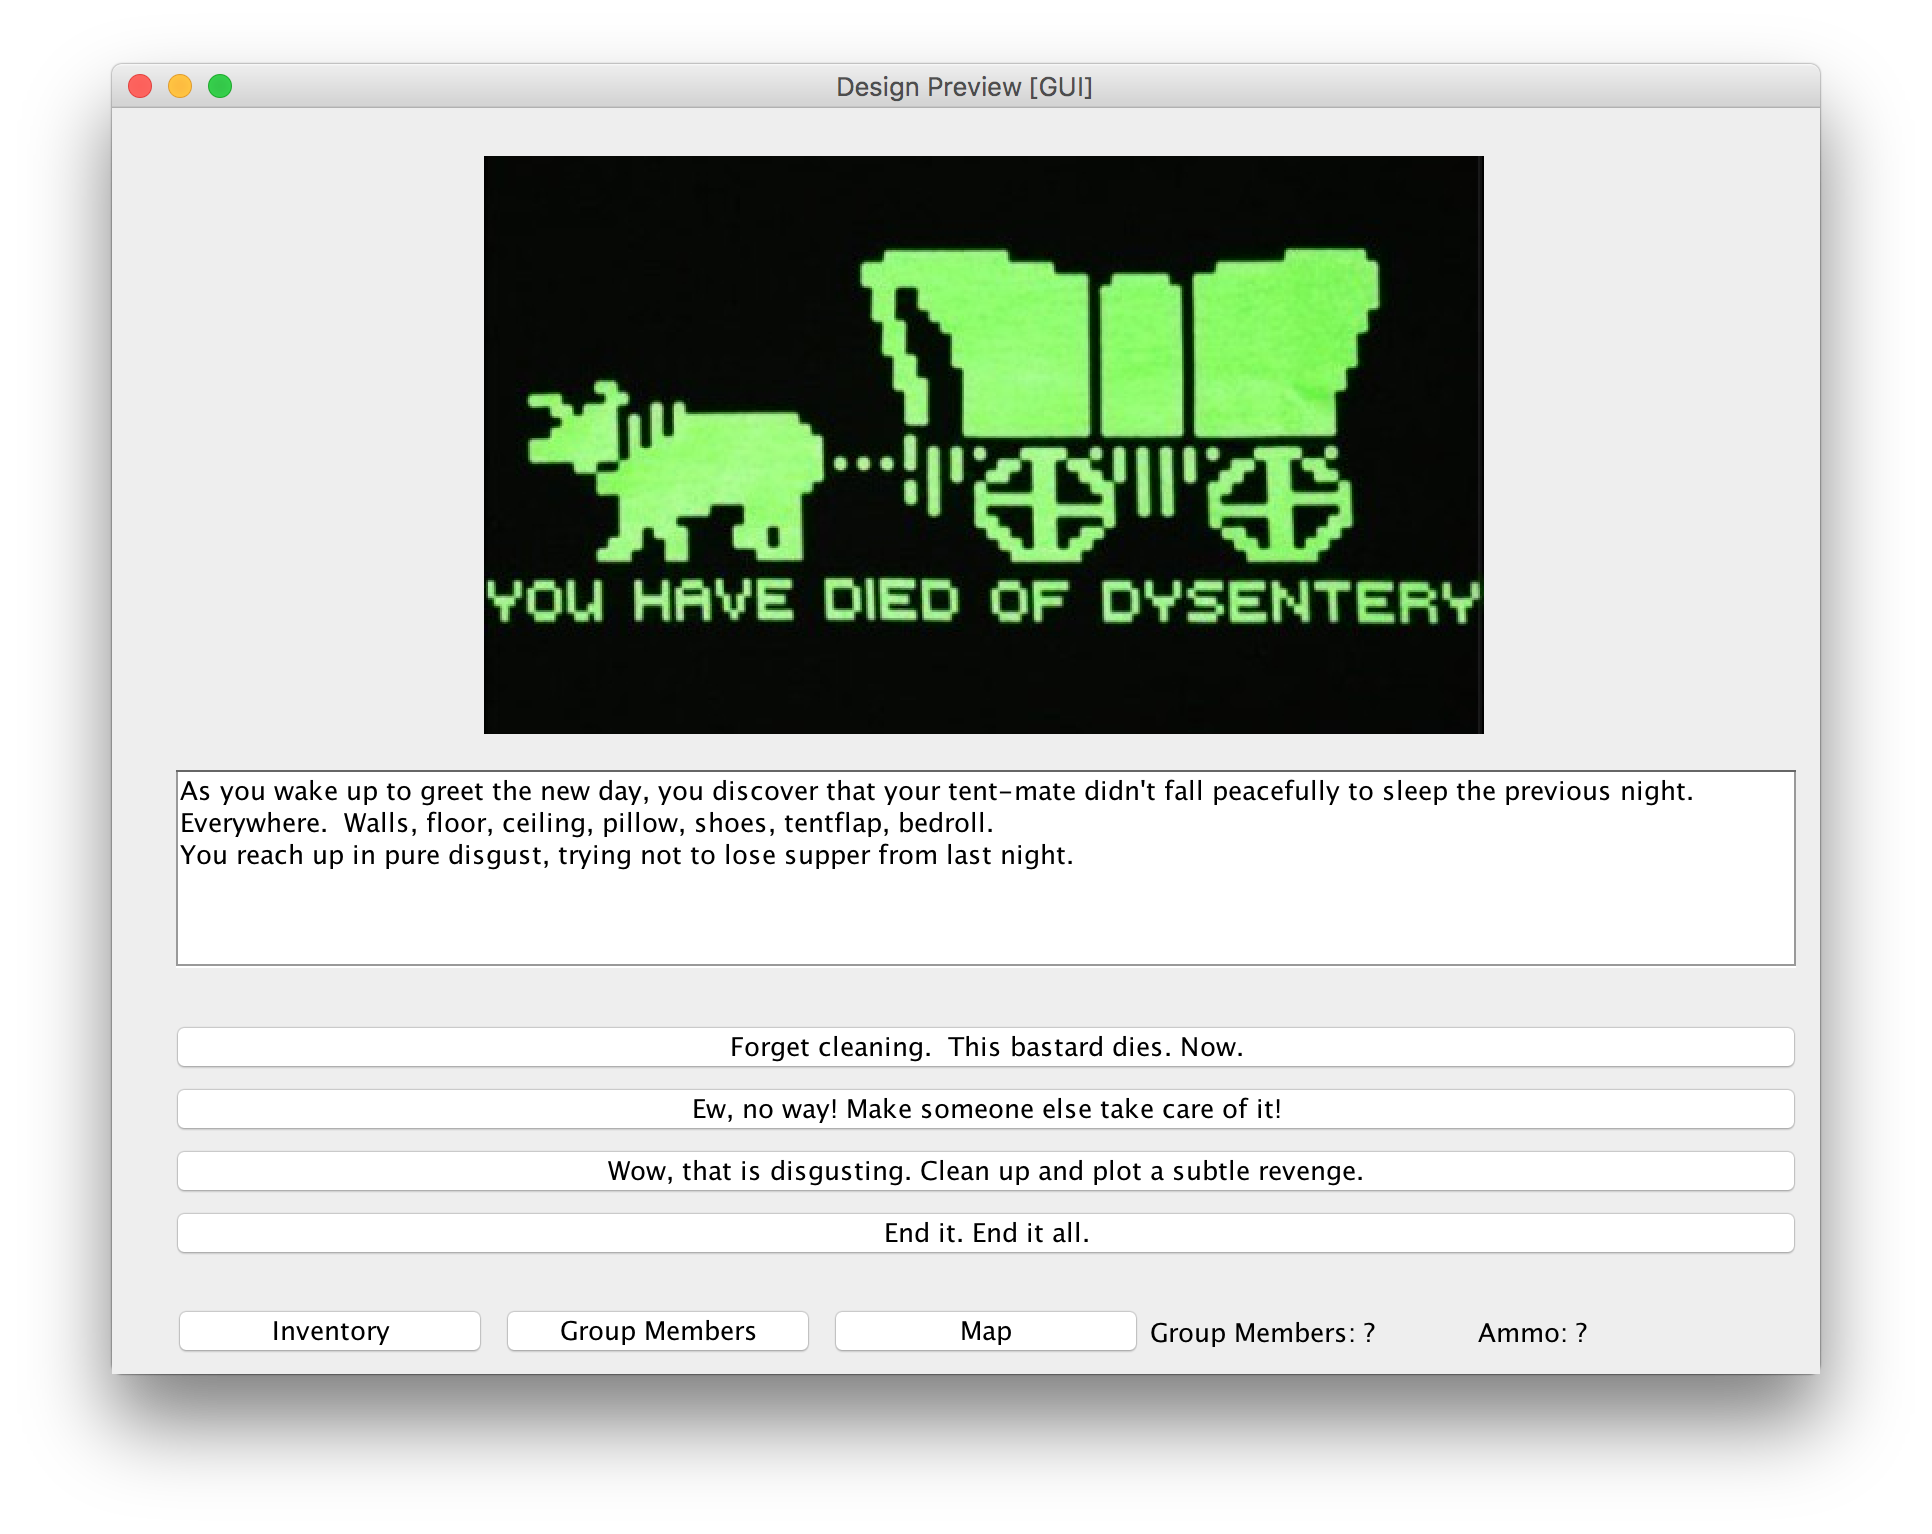 Design Preview [GUI]
YOU HAVE DIED OF DYSENTERY
As you wake up to greet the new day, you discover that your tent-mate didn't fall peacefully to sleep the previous night.
Everywhere.  Walls, floor, ceiling, pillow, shoes, tentflap, bedroll.
You reach up in pure disgust, trying not to lose supper from last night.
Forget cleaning.  This bastard dies. Now.
Ew, no way! Make someone else take care of it!
Wow, that is disgusting. Clean up and plot a subtle revenge.
End it. End it all.
Inventory Group Members Map Group Members: ? Ammo: ?